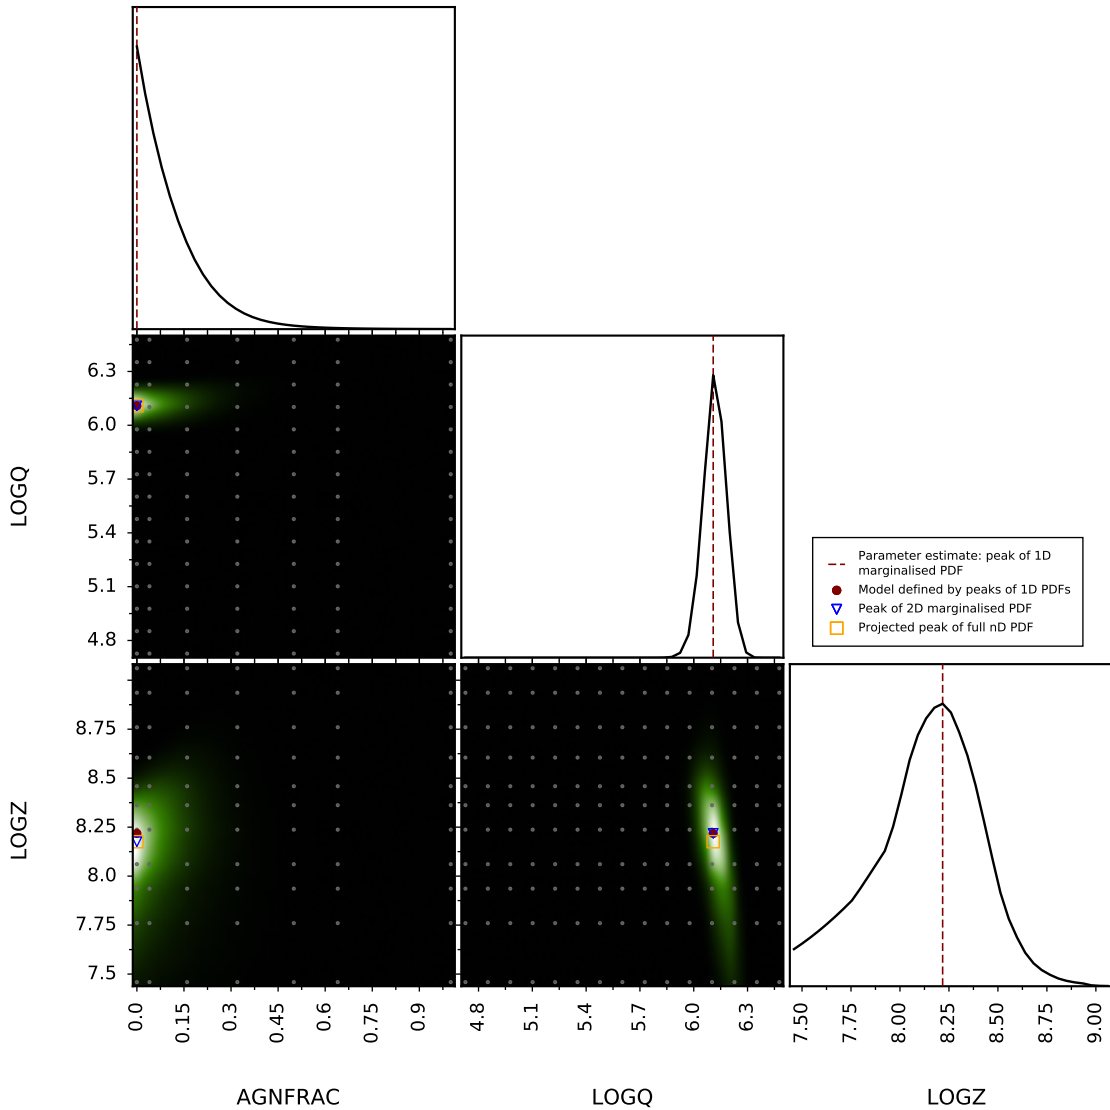 6.3
6.0
5.7
5.4
5.1
4.8
LOGQ
Parameter estimate: peak of 1D
marginalised PDF
Model defined by peaks of 1D PDFs
Peak of 2D marginalised PDF
Projected peak of full nD PDF
8.75
8.5
8.25
8.0
7.75
7.5
LOGZ
0.0 0.15 0.3 0.45 0.6 0.75 0.9
4.8 5.1 5.4 5.7 6.0 6.3
7.50 7.75 8.00 8.25 8.50 8.75 9.00
AGNFRAC LOGQ LOGZ